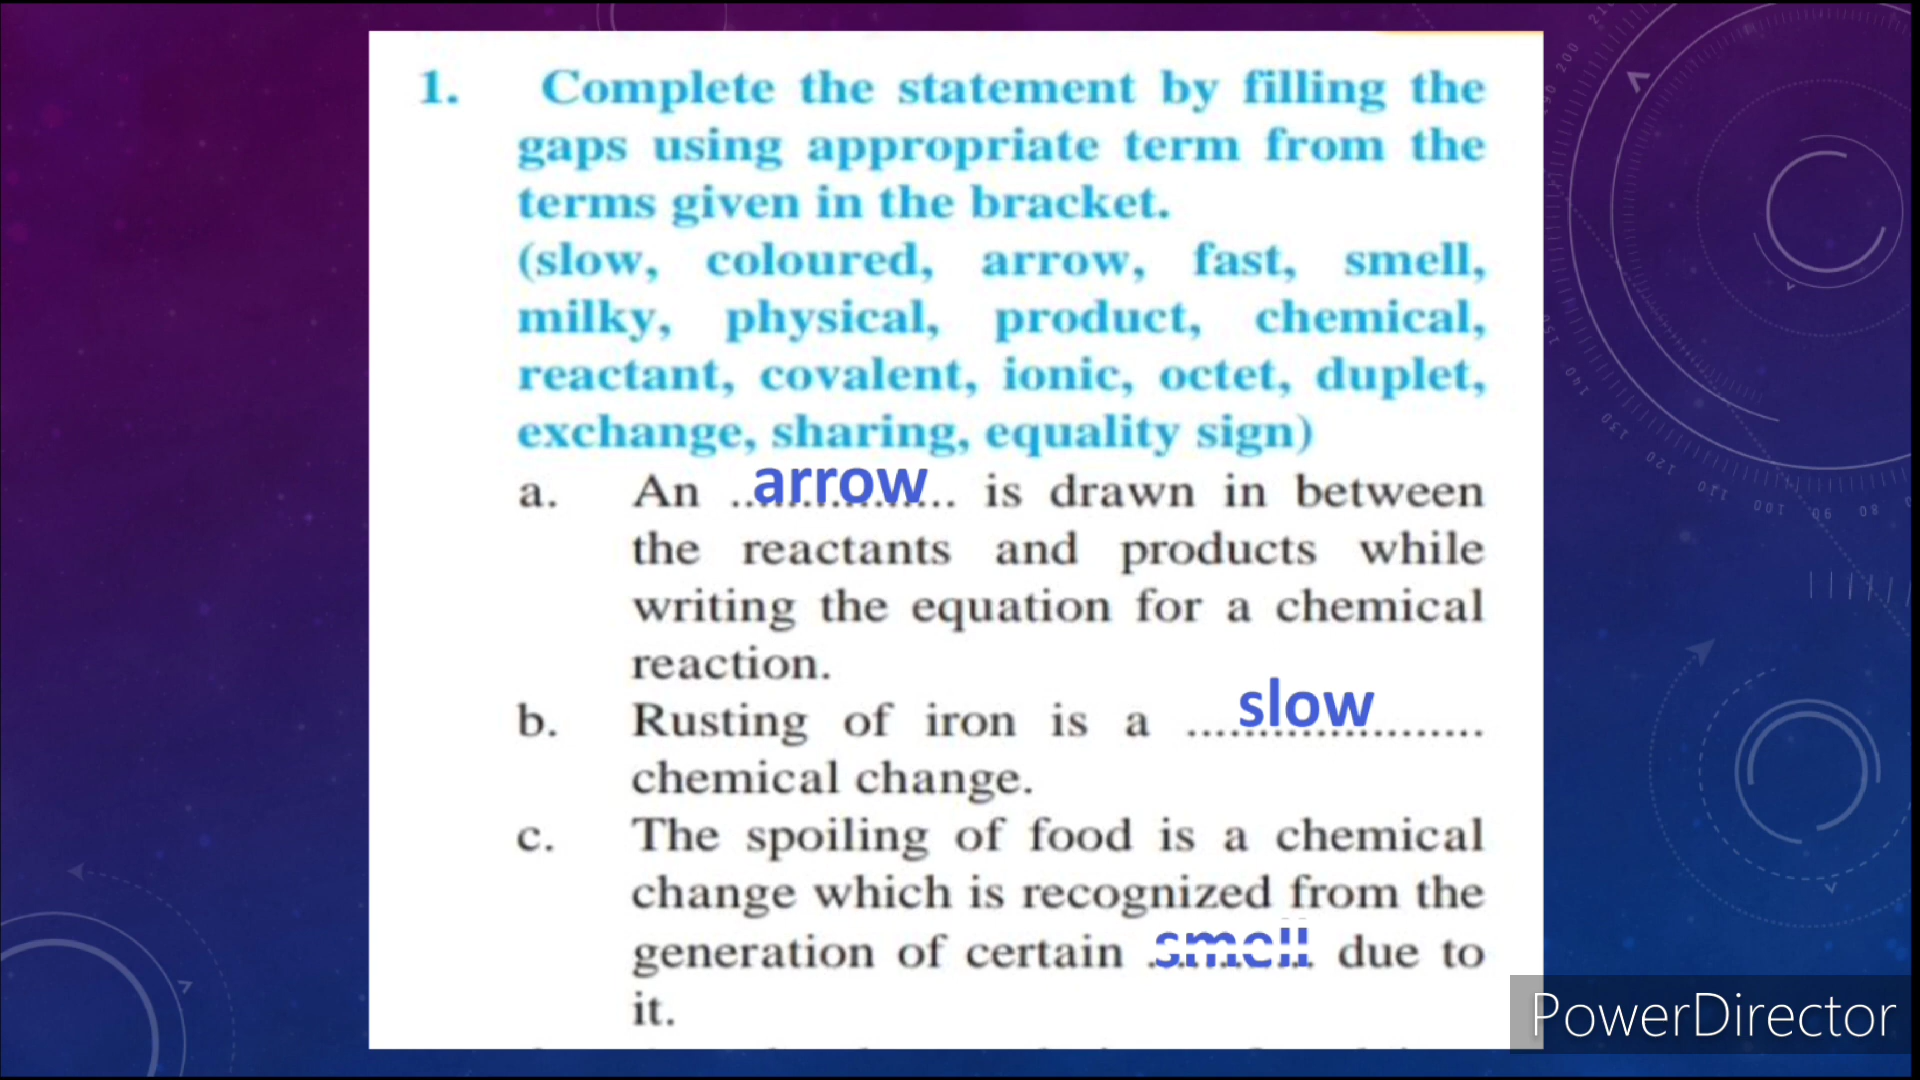 1. Complete the statement by filling the
gaps using appropriate term from the
terms given in the bracket.
(slow, coloured, arrow, fast, smell,
milky, physical, product, chemical,
reactant, covalent, ionic, octet, duplet,
exchange, sharing, equality sign)
a. An ..arrow.. is drawn in between
the reactants and products while
writing the equation for a chemical
reaction.
b. Rusting of iron is a ...slow.......
chemical change.
c. The spoiling of food is a chemical
change which is recognized from the
generation of certain .smell. due to
it.
PowerDirector